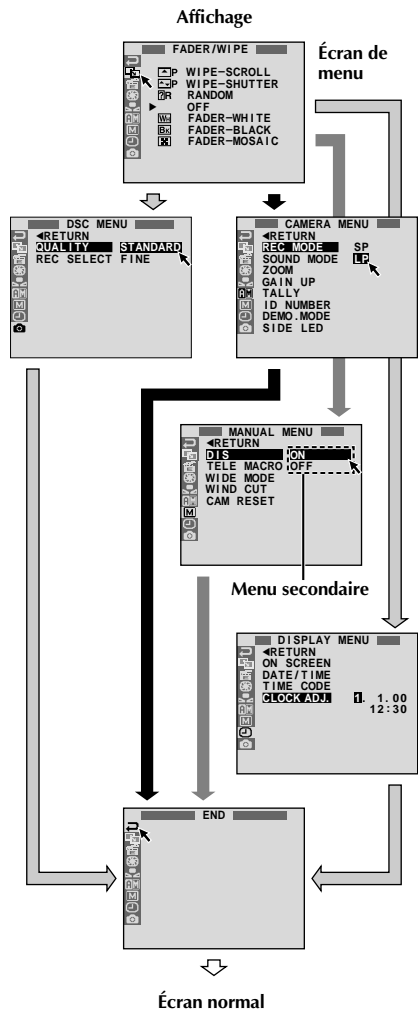 Affichage
FADER/WIPE
Écran de
menu
P WIPE–SCROLL
P WIPE–SHUTTER
?R RANDOM
OFF
WH FADER–WHITE
BK FADER–BLACK
FADER–MOSAIC
DSC MENU
RETURN
QUALITY STANDARD
REC SELECT FINE
CAMERA MENU
RETURN
REC MODE SP
SOUND MODE LP
ZOOM
GAIN UP
TALLY
ID NUMBER
DEMO.MODE
SIDE LED
MANUAL MENU
RETURN
DIS ON
TELE MACRO OFF
WIDE MODE
WIND CUT
CAM RESET
Menu secondaire
DISPLAY MENU
RETURN
ON SCREEN
DATE/TIME
TIME CODE
CLOCK ADJ. 1. 1.00
12:30
END
Écran normal